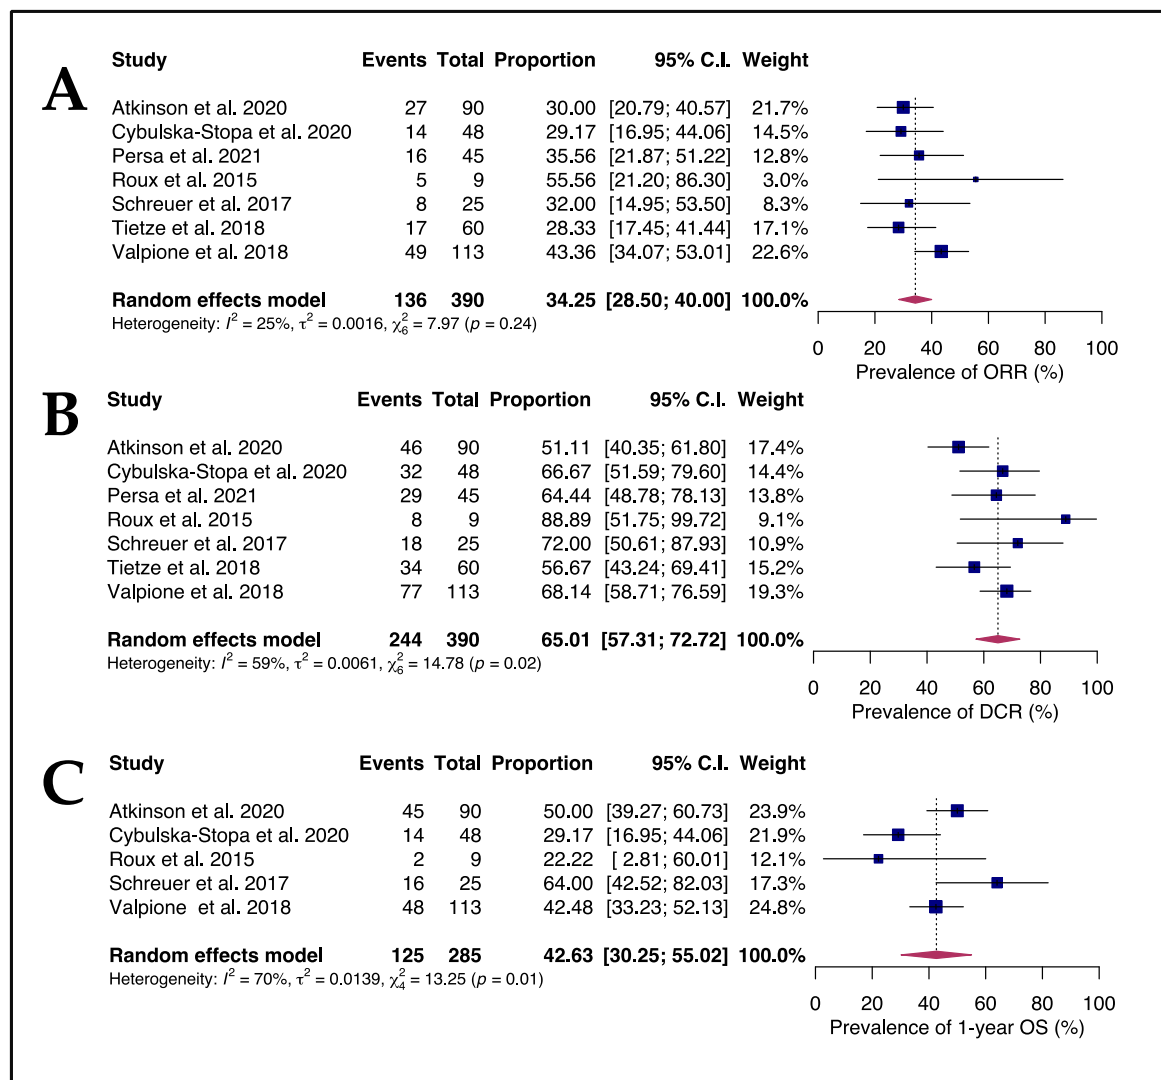 A
Study Events Total Proportion 95% C.I. Weight
Atkinson et al. 2020 27 90 30.00 [20.79; 40.57] 21.7%
Cybulska-Stopa et al. 2020 14 48 29.17 [16.95; 44.06] 14.5%
Persa et al. 2021 16 45 35.56 [21.87; 51.22] 12.8%
Roux et al. 2015 5 9 55.56 [21.20; 86.30] 3.0%
Schreuer et al. 2017 8 25 32.00 [14.95; 53.50] 8.3%
Tietze et al. 2018 17 60 28.33 [17.45; 41.44] 17.1%
Valpione et al. 2018 49 113 43.36 [34.07; 53.01] 22.6%
Random effects model 136 390 34.25 [28.50; 40.00] 100.0%
Heterogeneity: I² = 25%, τ² = 0.0016, χ²₆ = 7.97 (p = 0.24)
0 20 40 60 80 100
Prevalence of ORR (%)
B
Study Events Total Proportion 95% C.I. Weight
Atkinson et al. 2020 46 90 51.11 [40.35; 61.80] 17.4%
Cybulska-Stopa et al. 2020 32 48 66.67 [51.59; 79.60] 14.4%
Persa et al. 2021 29 45 64.44 [48.78; 78.13] 13.8%
Roux et al. 2015 8 9 88.89 [51.75; 99.72] 9.1%
Schreuer et al. 2017 18 25 72.00 [50.61; 87.93] 10.9%
Tietze et al. 2018 34 60 56.67 [43.24; 69.41] 15.2%
Valpione et al. 2018 77 113 68.14 [58.71; 76.59] 19.3%
Random effects model 244 390 65.01 [57.31; 72.72] 100.0%
Heterogeneity: I² = 59%, τ² = 0.0061, χ²₆ = 14.78 (p = 0.02)
0 20 40 60 80 100
Prevalence of DCR (%)
C
Study Events Total Proportion 95% C.I. Weight
Atkinson et al. 2020 45 90 50.00 [39.27; 60.73] 23.9%
Cybulska-Stopa et al. 2020 14 48 29.17 [16.95; 44.06] 21.9%
Roux et al. 2015 2 9 22.22 [ 2.81; 60.01] 12.1%
Schreuer et al. 2017 16 25 64.00 [42.52; 82.03] 17.3%
Valpione et al. 2018 48 113 42.48 [33.23; 52.13] 24.8%
Random effects model 125 285 42.63 [30.25; 55.02] 100.0%
Heterogeneity: I² = 70%, τ² = 0.0139, χ²₄ = 13.25 (p = 0.01)
0 20 40 60 80 100
Prevalence of 1-year OS (%)